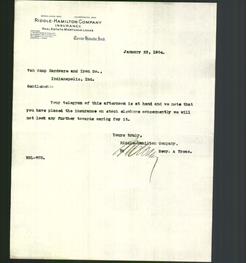 Riddle-Hamilton Company
INSURANCE
Real Estate Mortgage Loans
January 23, 1904.
Van Camp Hardware and Iron Co.,
Indianapolis, Ind.
Gentlemen:-
Your telegram of this afternoon is at hand and we note that
you have placed the insurance on stock elsewhere consequently we will
not look any further towards caring for it.
Yours truly,
Riddle-Hamilton Company.
Secy. & Treas.